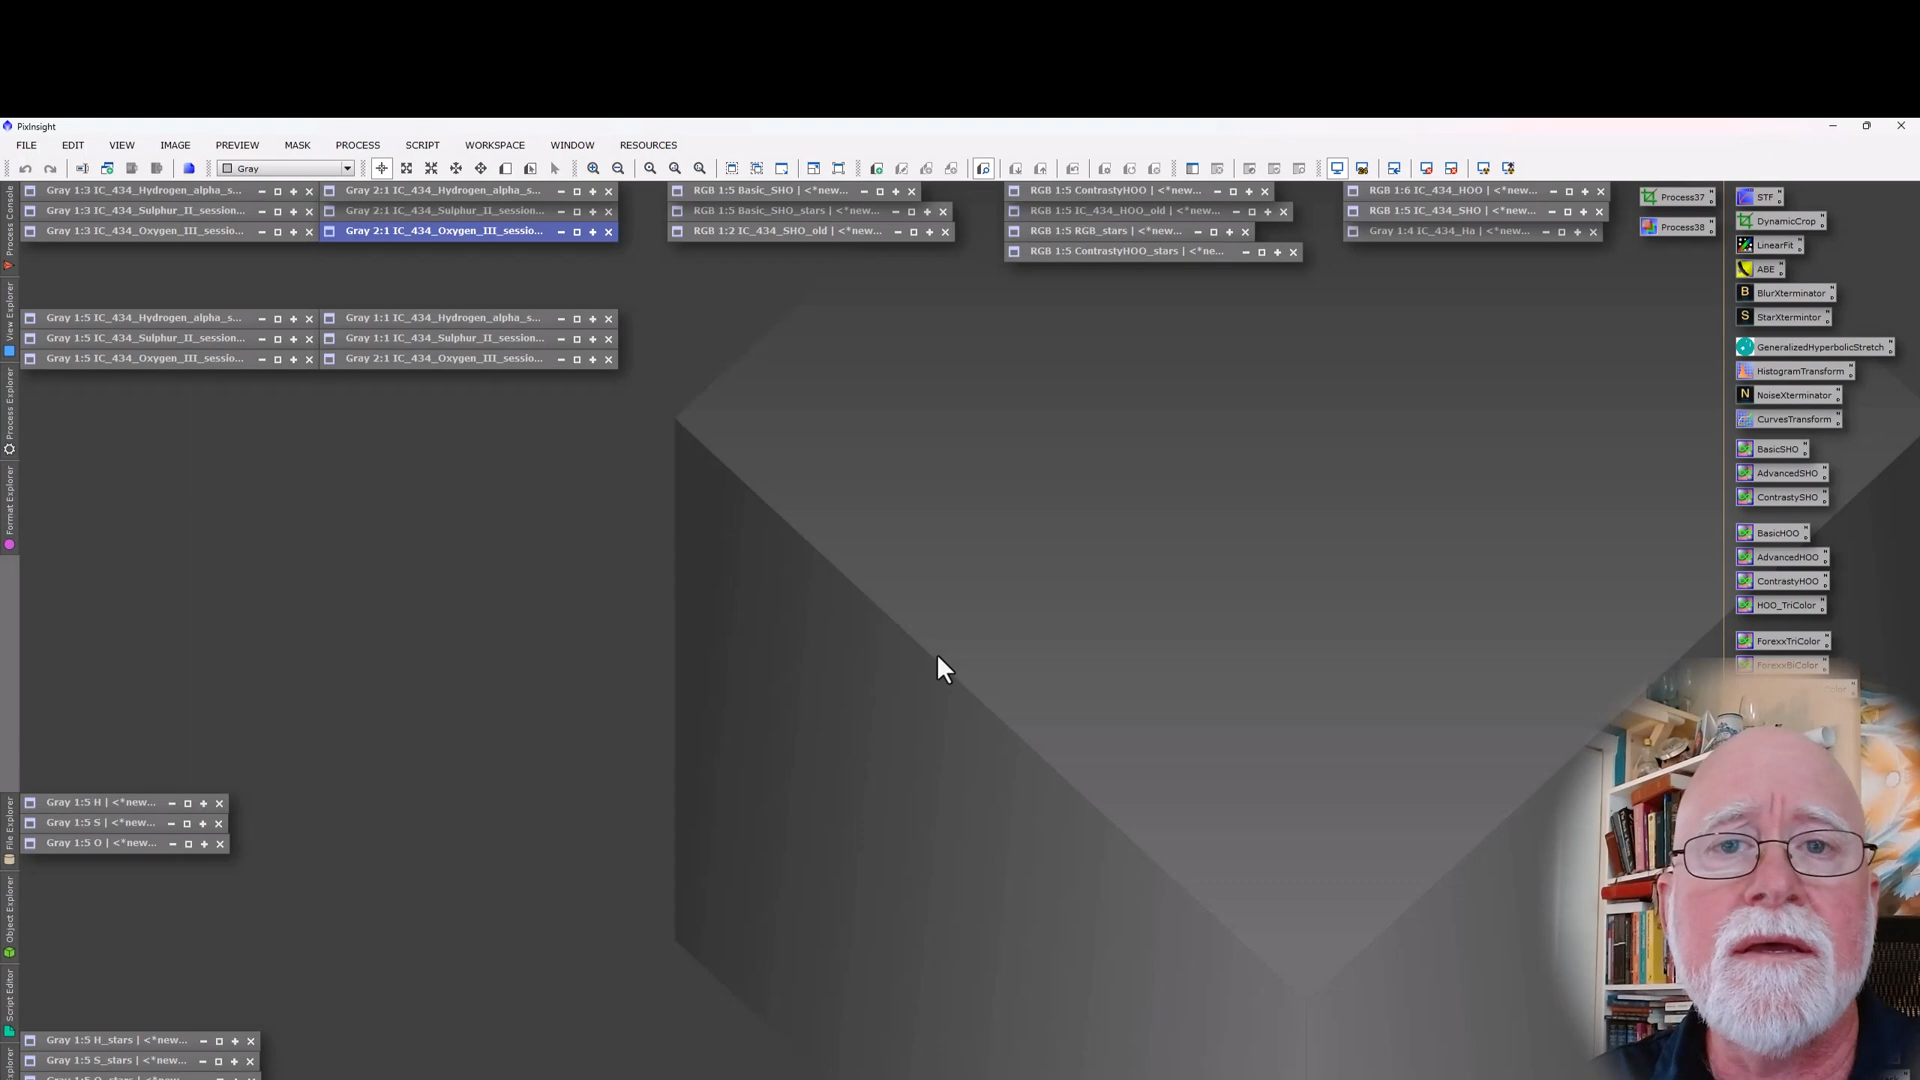 PixInsight
FILE EDIT VIEW IMAGE PREVIEW MASK PROCESS SCRIPT WORKSPACE WINDOW RESOURCES
Gray
Gray 1:3 IC_434_Hydrogen_alpha_s...
Gray 1:3 IC_434_Sulphur_II_session...
Gray 1:3 IC_434_Oxygen_III_sessio...
Gray 2:1 IC_434_Hydrogen_alpha_s...
Gray 2:1 IC_434_Sulphur_II_session...
Gray 2:1 IC_434_Oxygen_III_sessio...
RGB 1:5 Basic_SHO | <*new...
RGB 1:5 Basic_SHO_stars | <*new...
RGB 1:2 IC_434_SHO_old | <*new...
RGB 1:5 ContrastyHOO | <*new...
RGB 1:5 IC_434_HOO_old | <*new...
RGB 1:5 RGB_stars | <*new...
RGB 1:5 ContrastyHOO_stars | <*ne...
RGB 1:6 IC_434_HOO | <*new...
RGB 1:5 IC_434_SHO | <*new...
Gray 1:4 IC_434_Ha | <*new...
Process37
Process38
STF
DynamicCrop
LinearFit
ABE
BlurXterminator
StarXtermintor
GeneralizedHyperbolicStretch
HistogramTransform
NoiseXterminator
CurvesTransform
BasicSHO
AdvancedSHO
ContrastySHO
BasicHOO
AdvancedHOO
ContrastyHOO
HOO_TriColor
ForexxTriColor
ForexxBiColor
Gray 1:5 IC_434_Hydrogen_alpha_s...
Gray 1:5 IC_434_Sulphur_II_session...
Gray 1:5 IC_434_Oxygen_III_sessio...
Gray 1:1 IC_434_Hydrogen_alpha_s...
Gray 1:1 IC_434_Sulphur_II_session...
Gray 2:1 IC_434_Oxygen_III_sessio...
Gray 1:5 H | <*new...
Gray 1:5 S | <*new...
Gray 1:5 O | <*new...
Gray 1:5 H_stars | <*new...
Gray 1:5 S_stars | <*new...
Process Console
View Explorer
Process Explorer
Format Explorer
File Explorer
Object Explorer
Script Editor